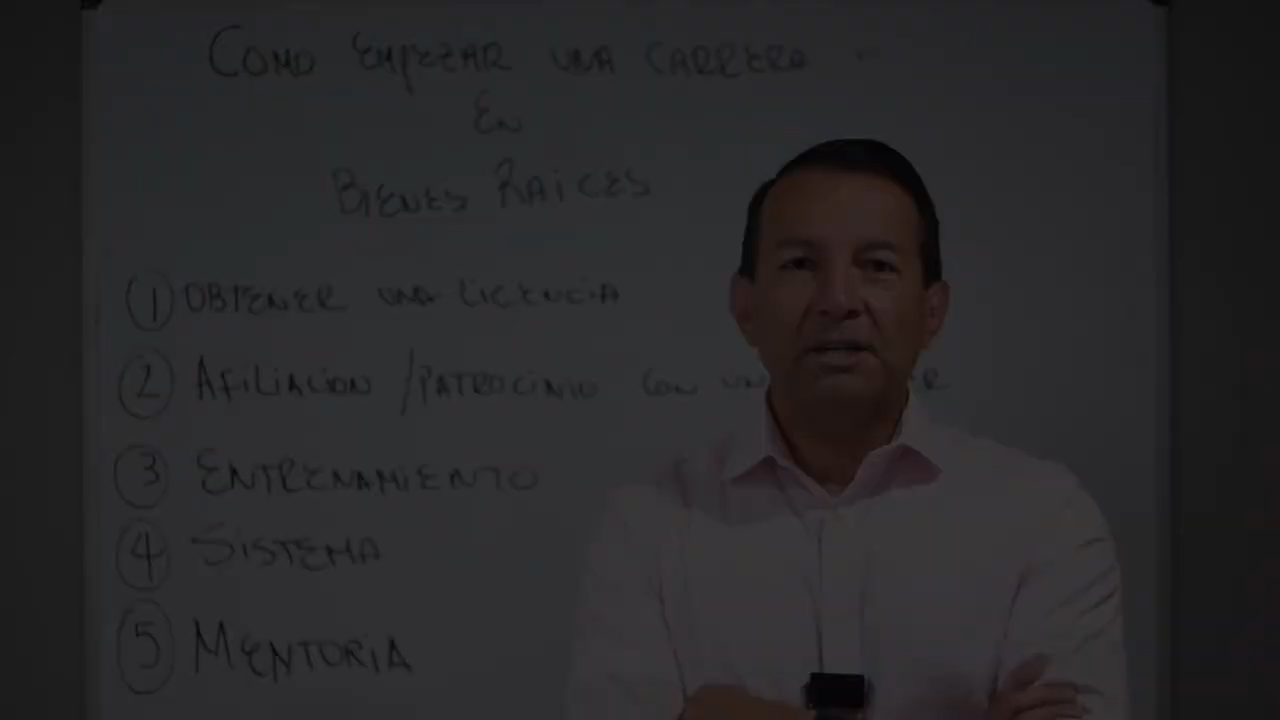 COMO EMPEZAR UNA CARRERA
EN
BIENES RAICES
1 OBTENER UNA LICENCIA
2 AFILIACION / PATROCINIO CON UN
3 ENTRENAMIENTO
4 SISTEMA
5 MENTORIA